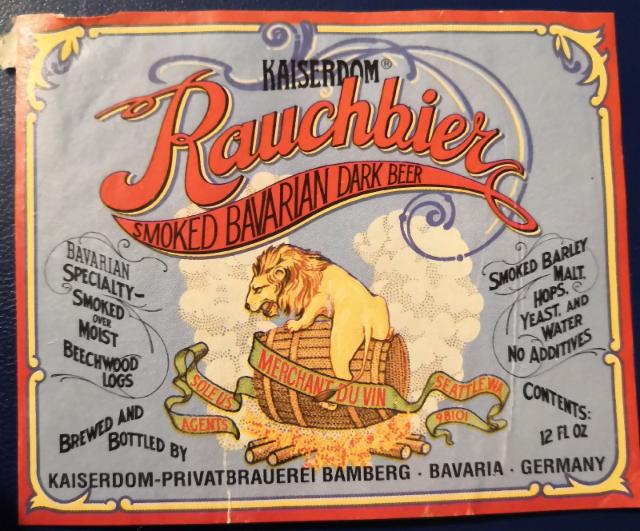 KAISERDOM®
Rauchbier
SMOKED BAVARIAN DARK BEER
BAVARIAN
SPECIALTY-
SMOKED
OVER
MOIST
BEECHWOOD
LOGS
SMOKED BARLEY
MALT,
HOPS,
YEAST, AND
WATER
NO ADDITIVES
SOLE US
AGENTS
MERCHANT DU VIN
SEATTLE WA
98101
CONTENTS:
12 FL OZ
BREWED AND
BOTTLED BY
KAISERDOM-PRIVATBRAUEREI BAMBERG · BAVARIA · GERMANY